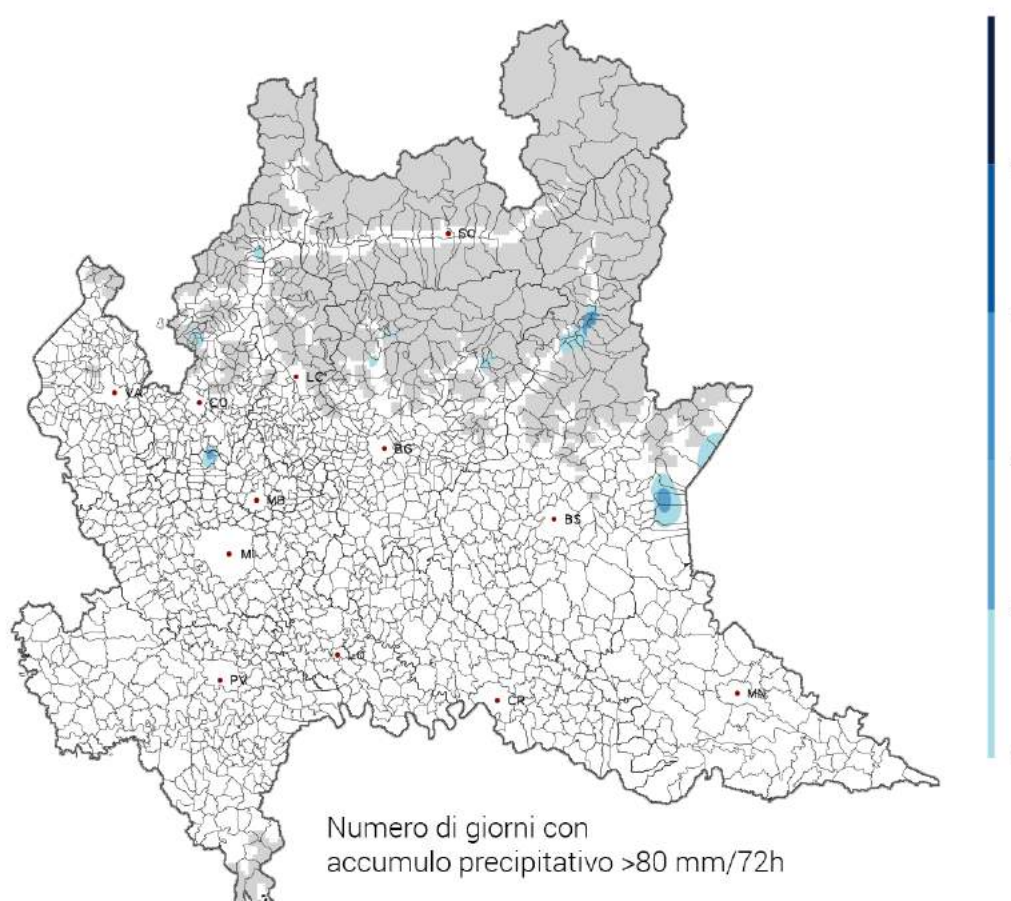 SO
VA
CO
LC
BG
MB
BS
MI
LO
PV
CR
MN
Numero di giorni con
accumulo precipitativo >80 mm/72h